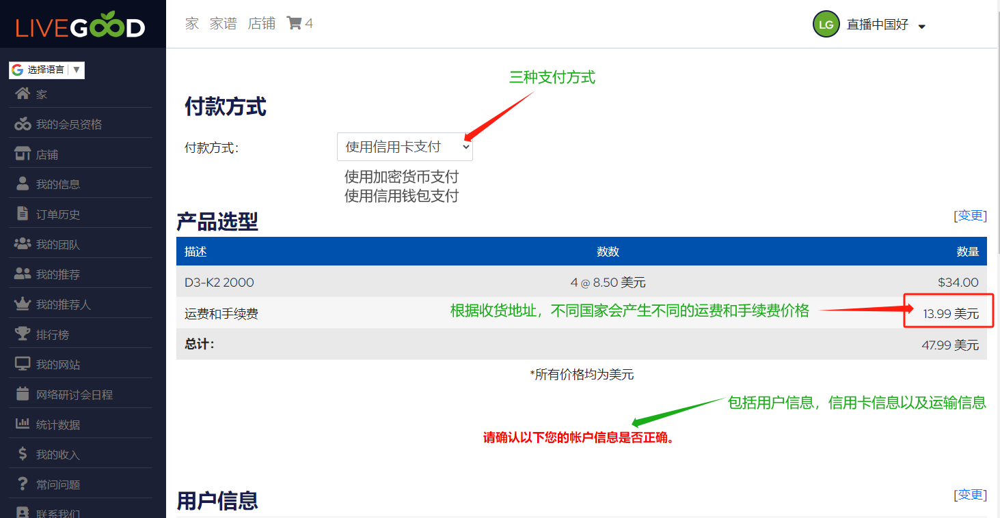 LIVEGOOD
家 家谱 店铺 4
LG 直播中国好
选择语言
家
我的会员资格
店铺
我的信息
订单历史
我的团队
我的推荐
我的推荐人
排行榜
我的网站
网络研讨会日程
统计数据
我的收入
常问问题
联系我们
三种支付方式
付款方式
付款方式：
使用信用卡支付
使用加密货币支付
使用信用钱包支付
产品选型
[变更]
描述 数数 数量
D3-K2 2000 4 @ 8.50 美元 $34.00
运费和手续费 根据收货地址，不同国家会产生不同的运费和手续费价格 13.99 美元
总计： 47.99 美元
*所有价格均为美元
包括用户信息，信用卡信息以及运输信息
请确认以下您的帐户信息是否正确。
用户信息
[变更]